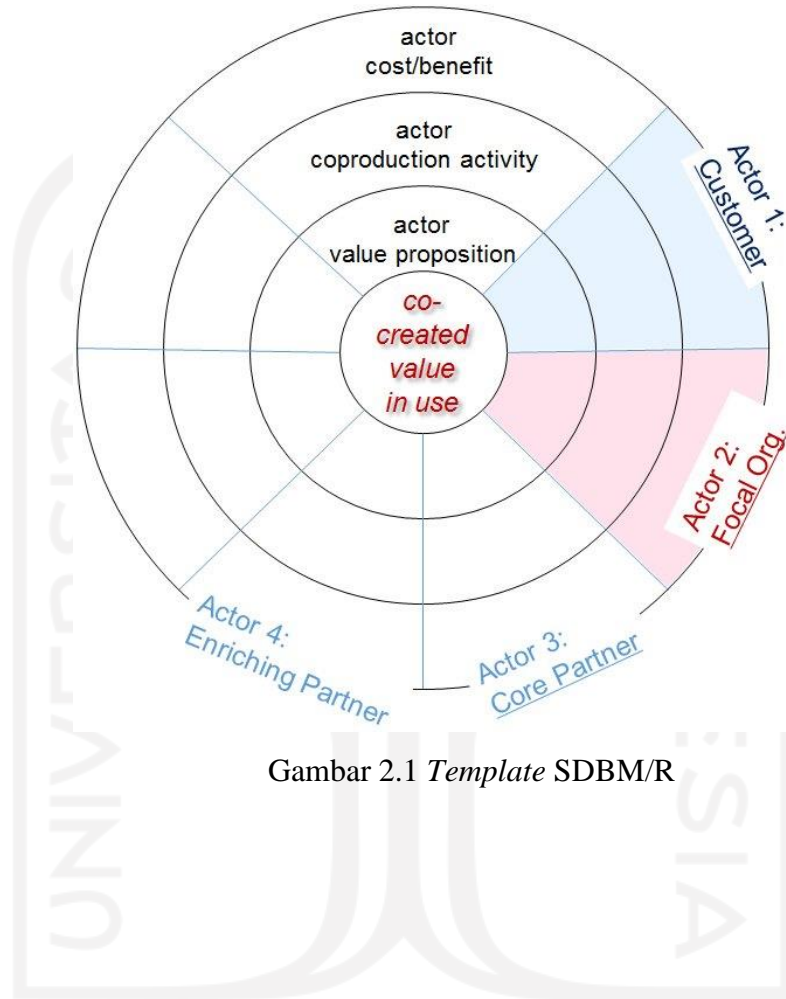 actor
cost/benefit
actor
coproduction activity
actor
value proposition
co-
created
value
in use
Actor 1:
Customer
Actor 2:
Focal Org.
Actor 3:
Core Partner
Actor 4:
Enriching Partner
Gambar 2.1 Template SDBM/R